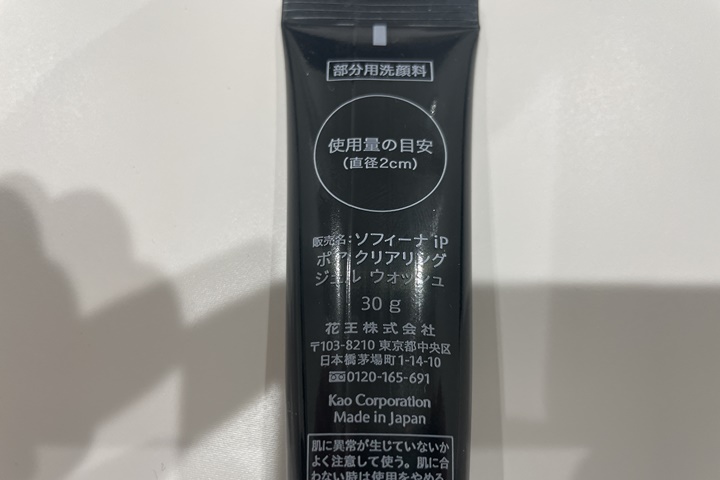 部分用洗顔料
使用量の目安
(直径2cm)
販売名:ソフィーナ iP
ポア クリアリング
ジェル ウォッシュ
30 g
花王株式会社
〒103-8210 東京都中央区
日本橋茅場町1-14-10
0120-165-691
Kao Corporation
Made in Japan
肌に異常が生じていないか
よく注意して使う。肌に合
わない時は使用をやめる